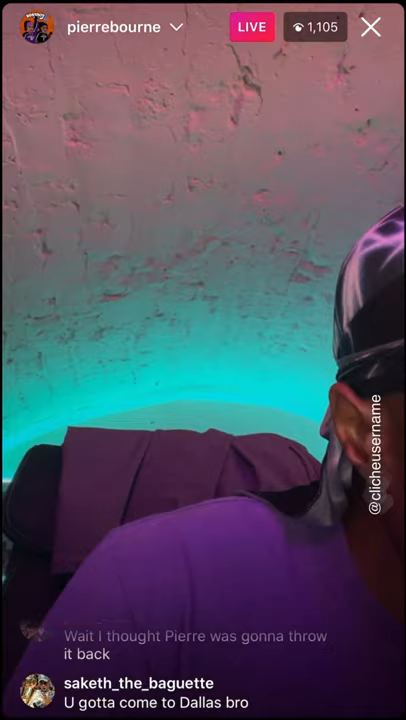 pierrebourne
LIVE
1,105
@clicheusername
Wait I thought Pierre was gonna throw
it back
saketh_the_baguette
U gotta come to Dallas bro